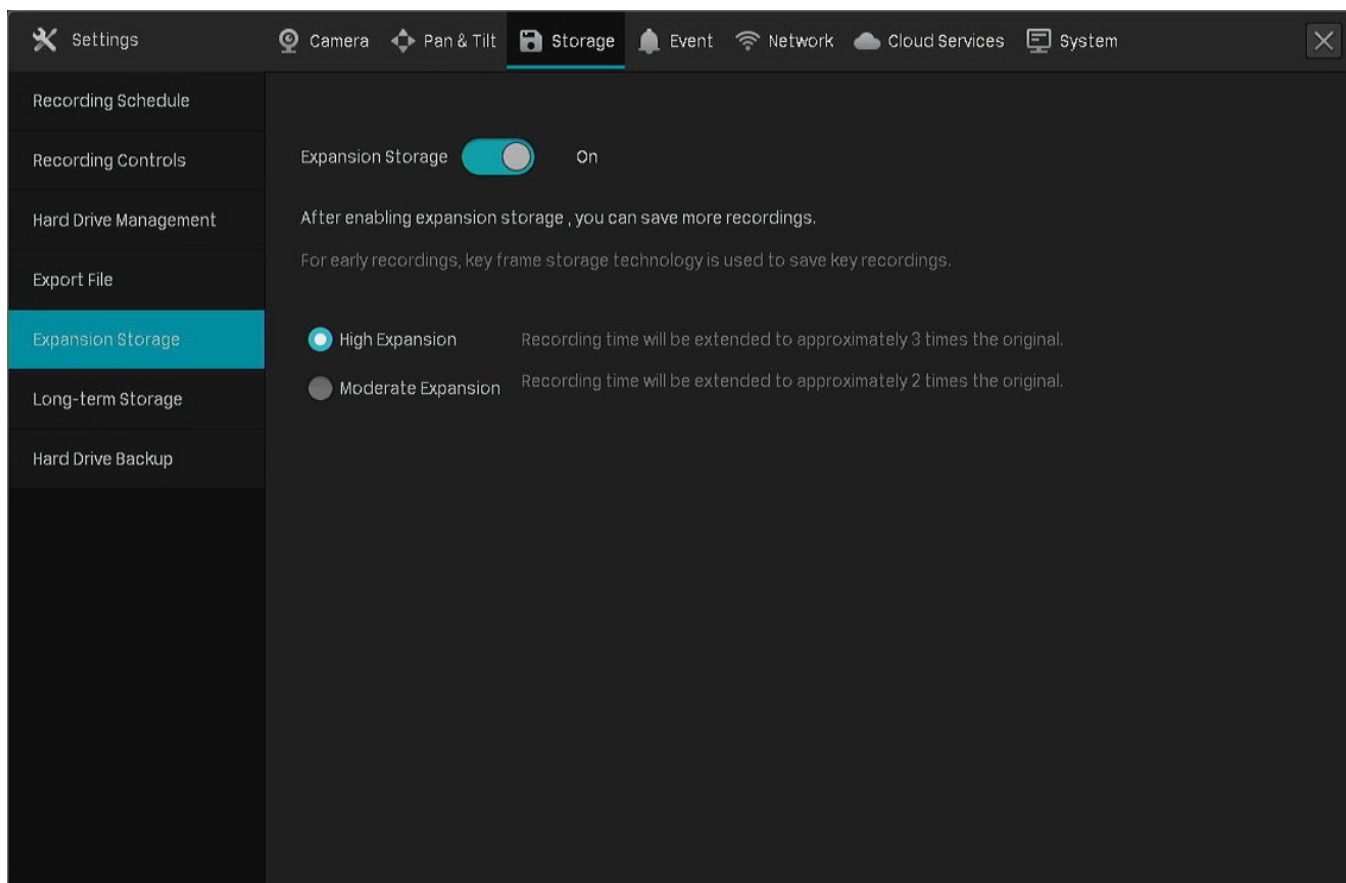 Settings
Camera
Pan & Tilt
Storage
Event
Network
Cloud Services
System
Recording Schedule
Recording Controls
Hard Drive Management
Export File
Expansion Storage
Long-term Storage
Hard Drive Backup
Expansion Storage On
After enabling expansion storage , you can save more recordings.
For early recordings, key frame storage technology is used to save key recordings.
High Expansion Recording time will be extended to approximately 3 times the original.
Moderate Expansion Recording time will be extended to approximately 2 times the original.